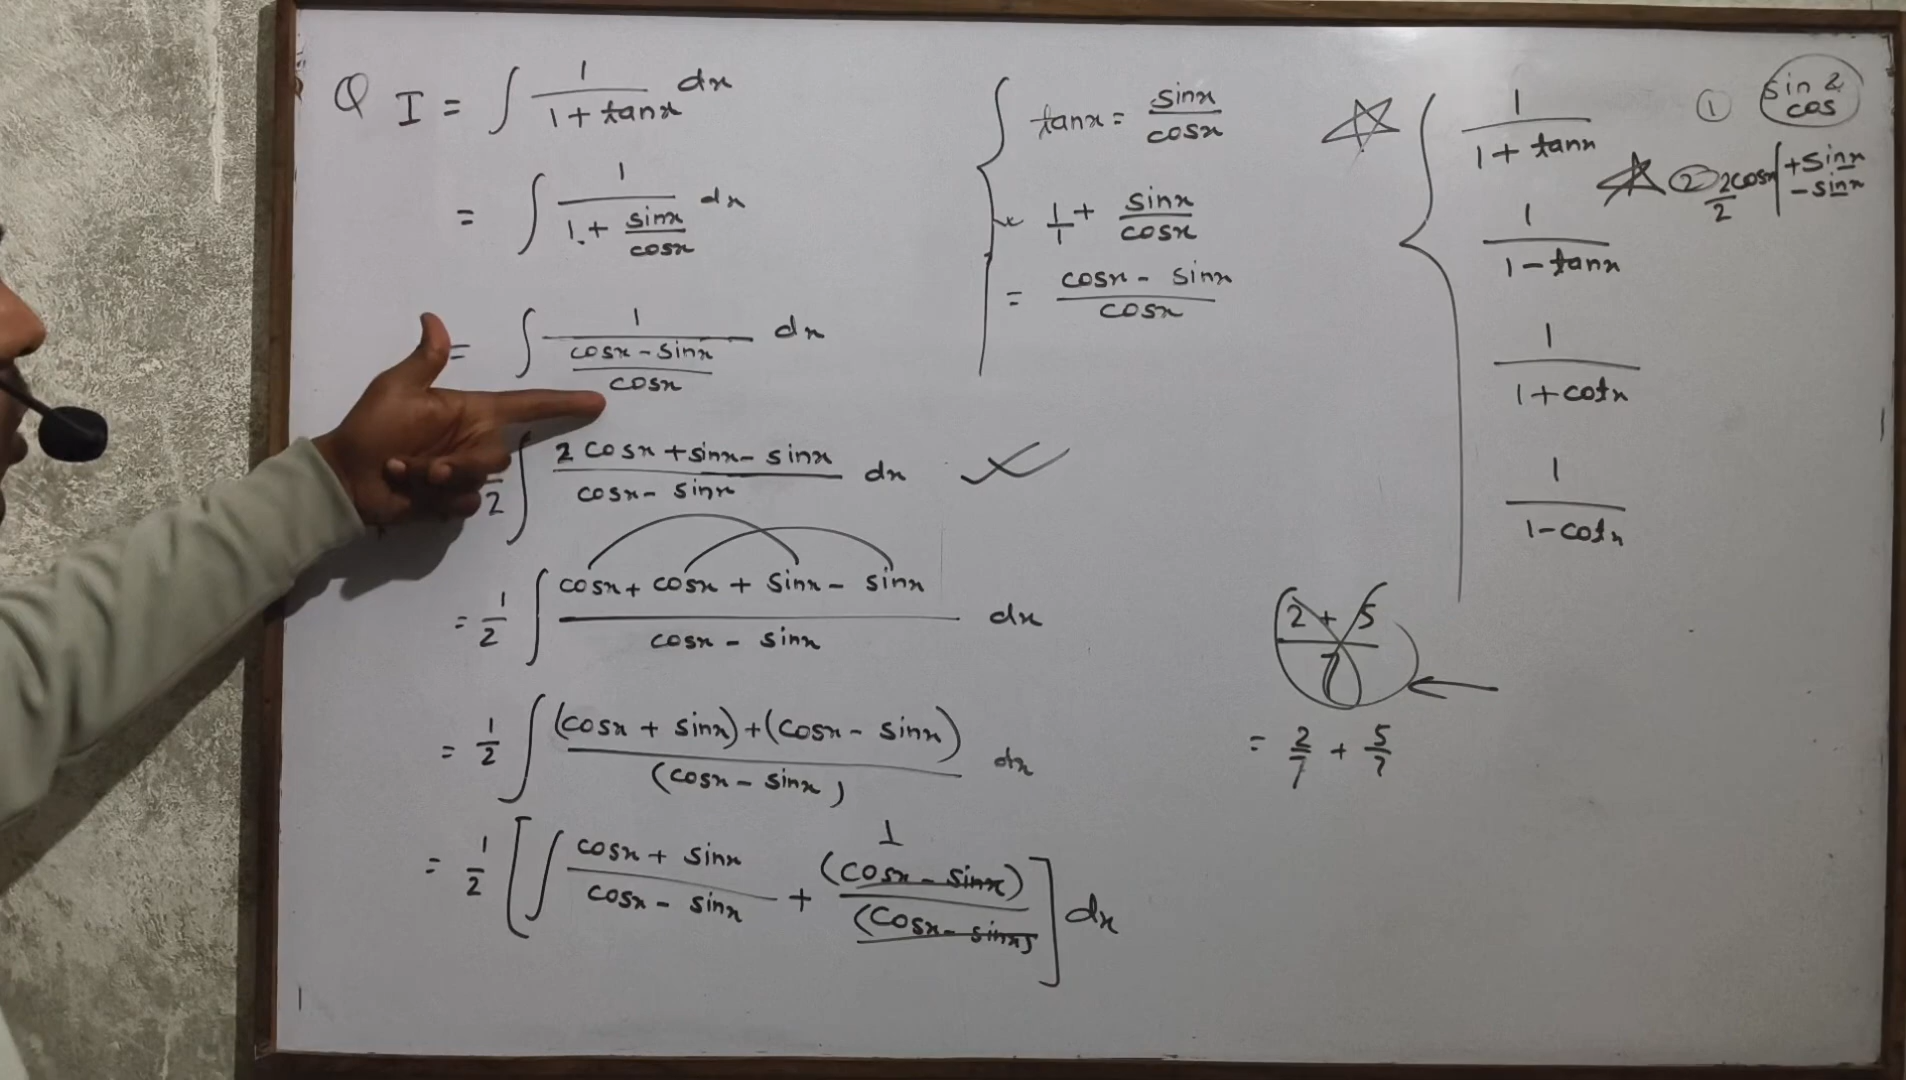 Q I = ∫ 1/(1 + tanx) dx
= ∫ 1/(1 + sinx/cosx) dx
= ∫ 1/((cosx - sinx)/cosx) dx
2 ∫ (2 cosx + sinx - sinx)/(cosx - sinx) dx
= 1/2 ∫ (cosx + cosx + sinx - sinx)/(cosx - sinx) dx
= 1/2 ∫ ((cosx + sinx) + (cosx - sinx))/(cosx - sinx) dx
= 1/2 [ ∫ (cosx + sinx)/(cosx - sinx) + 1 (cosx - sinx)/(cosx - sinx) ] dx
tanx = sinx/cosx
1/1 + sinx/cosx
= (cosx - sinx)/cosx
1/(1 + tanx)
1/(1 - tanx)
1/(1 + cotx)
1/(1 - cotx)
① sin & cos
② 2cosx/2 | + sinx - sinx
(2 + 5)/7
= 2/7 + 5/7